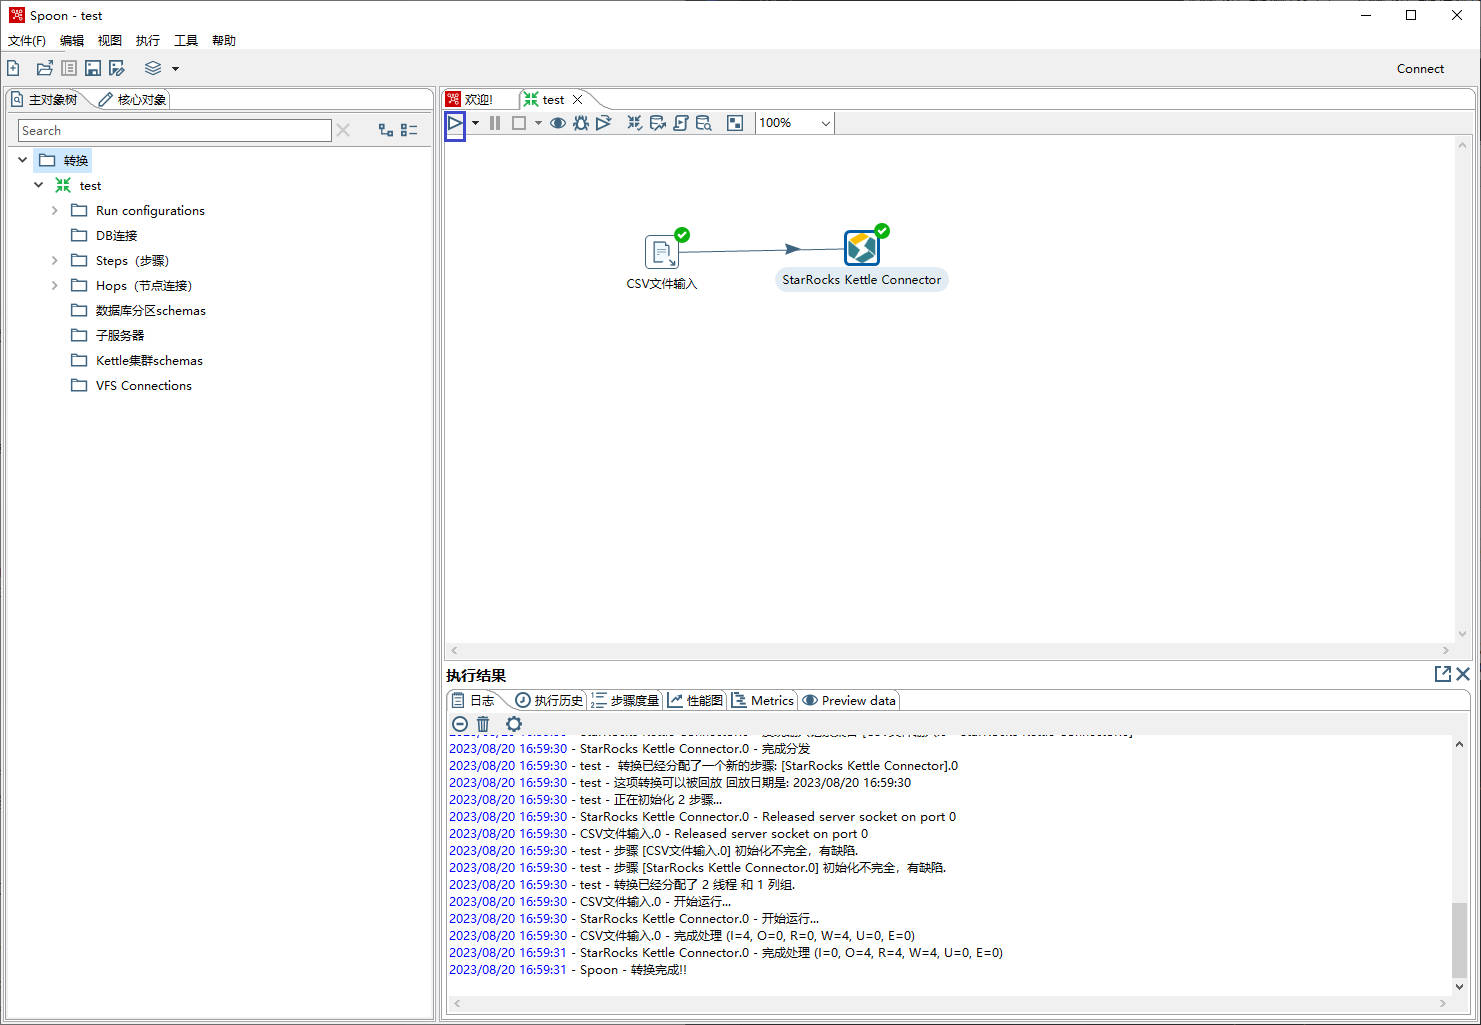 Spoon - test
文件(F) 编辑 视图 执行 工具 帮助
Connect
主对象树 核心对象
Search
转换
test
Run configurations
DB连接
Steps（步骤）
Hops（节点连接）
数据库分区schemas
子服务器
Kettle集群schemas
VFS Connections
欢迎! test
100%
CSV文件输入
StarRocks Kettle Connector
执行结果
日志 执行历史 步骤度量 性能图 Metrics Preview data
2023/08/20 16:59:30 - StarRocks Kettle Connector.0 - 完成分发
2023/08/20 16:59:30 - test - 转换已经分配了一个新的步骤: [StarRocks Kettle Connector].0
2023/08/20 16:59:30 - test - 这项转换可以被回放 回放日期是: 2023/08/20 16:59:30
2023/08/20 16:59:30 - test - 正在初始化 2 步骤...
2023/08/20 16:59:30 - StarRocks Kettle Connector.0 - Released server socket on port 0
2023/08/20 16:59:30 - CSV文件输入.0 - Released server socket on port 0
2023/08/20 16:59:30 - test - 步骤 [CSV文件输入.0] 初始化不完全，有缺陷.
2023/08/20 16:59:30 - test - 步骤 [StarRocks Kettle Connector.0] 初始化不完全，有缺陷.
2023/08/20 16:59:30 - test - 转换已经分配了 2 线程 和 1 列组.
2023/08/20 16:59:30 - CSV文件输入.0 - 开始运行...
2023/08/20 16:59:30 - StarRocks Kettle Connector.0 - 开始运行...
2023/08/20 16:59:30 - CSV文件输入.0 - 完成处理 (I=4, O=0, R=0, W=4, U=0, E=0)
2023/08/20 16:59:31 - StarRocks Kettle Connector.0 - 完成处理 (I=0, O=4, R=4, W=4, U=0, E=0)
2023/08/20 16:59:31 - Spoon - 转换完成!!